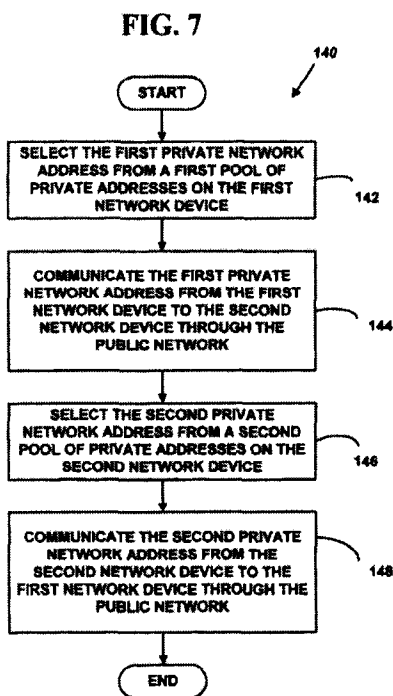 FIG. 7
140
START
SELECT THE FIRST PRIVATE NETWORK
ADDRESS FROM A FIRST POOL OF
PRIVATE ADDRESSES ON THE FIRST
NETWORK DEVICE
142
COMMUNICATE THE FIRST PRIVATE
NETWORK ADDRESS FROM THE FIRST
NETWORK DEVICE TO THE SECOND
NETWORK DEVICE THROUGH THE
PUBLIC NETWORK
144
SELECT THE SECOND PRIVATE
NETWORK ADDRESS FROM A SECOND
POOL OF PRIVATE ADDRESSES ON THE
SECOND NETWORK DEVICE
146
COMMUNICATE THE SECOND PRIVATE
NETWORK ADDRESS FROM THE
SECOND NETWORK DEVICE TO THE
FIRST NETWORK DEVICE THROUGH THE
PUBLIC NETWORK
148
END